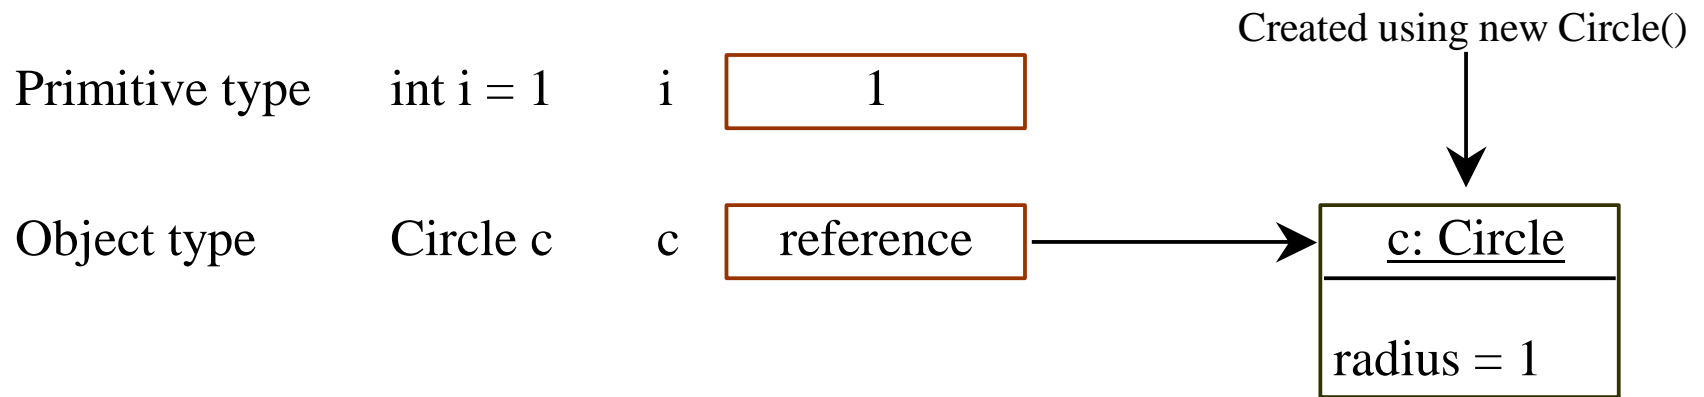 Created using new Circle()
Primitive type int i = 1 i 1
Object type Circle c c reference c: Circle
radius = 1